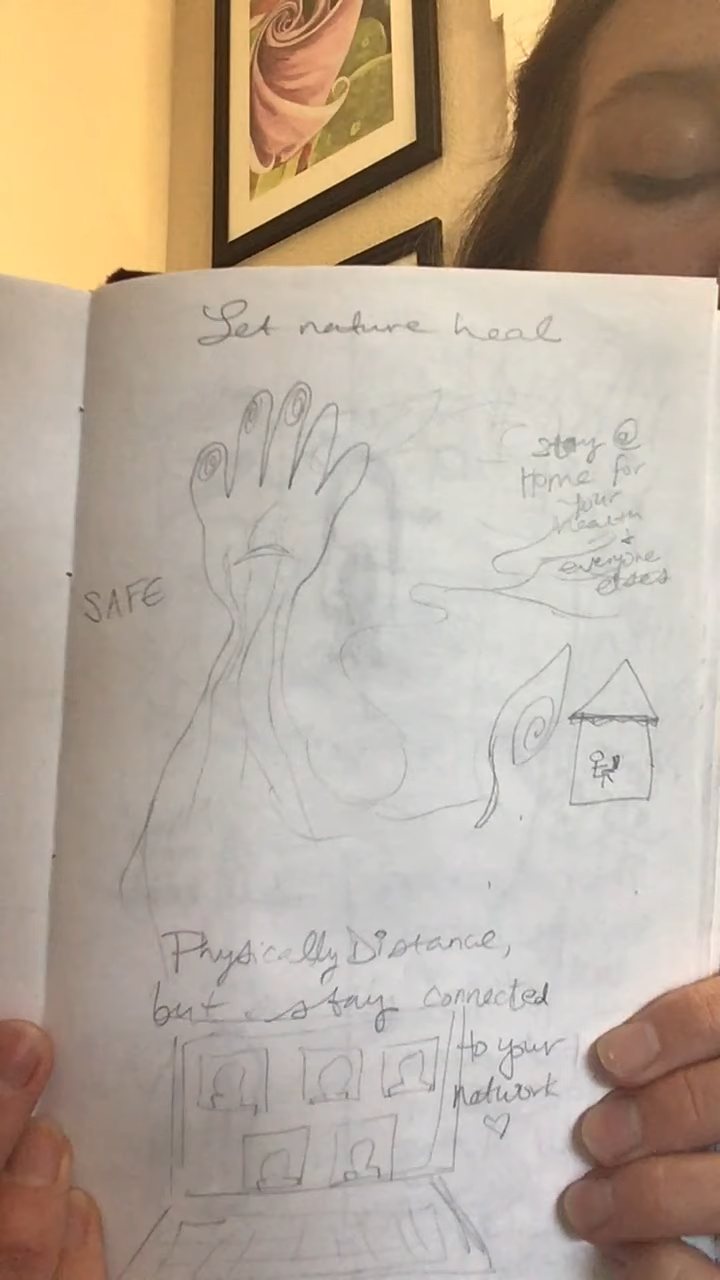 Let nature heal
stay @
Home for
your
health
+
everyone
elses
SAFE
Physically Distance,
but stay connected
to your
network